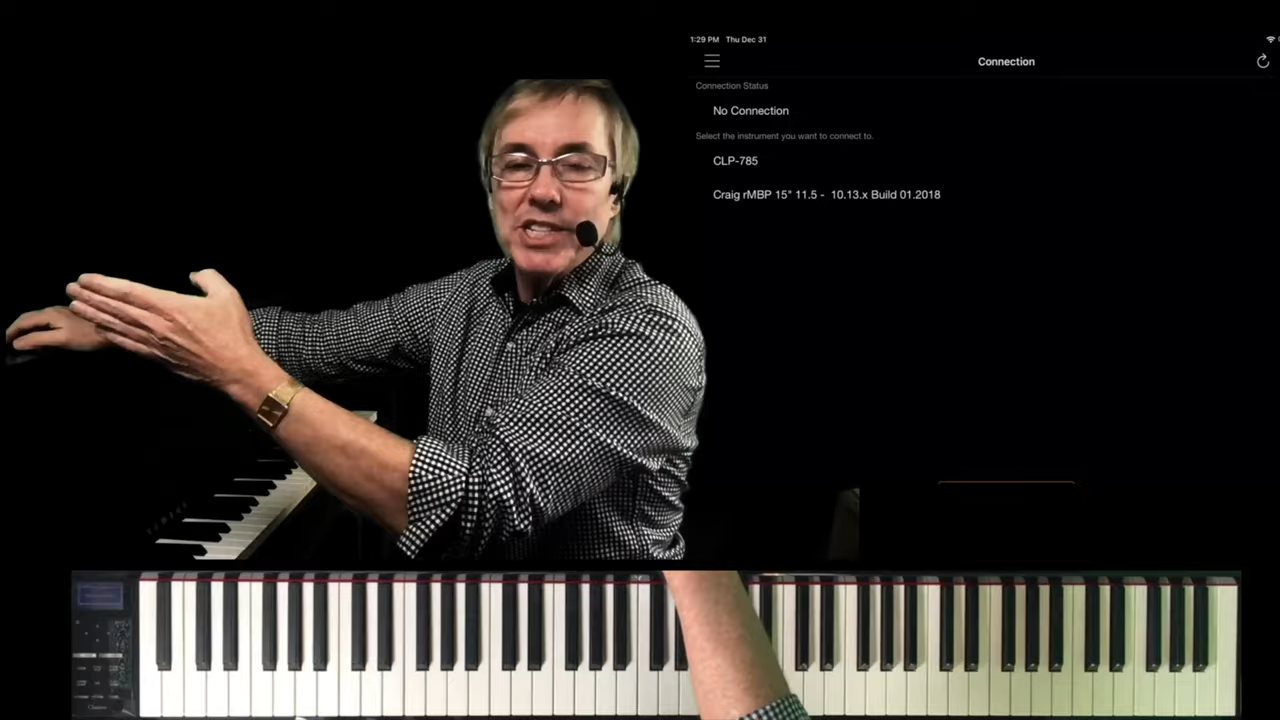 1:29 PM Thu Dec 31
Connection
Connection Status
No Connection
Select the instrument you want to connect to.
CLP-785
Craig rMBP 15" 11.5 - 10.13.x Build 01.2018